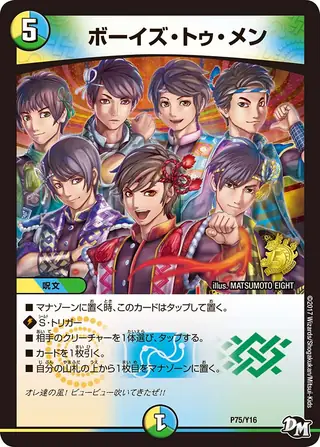 5
ボーイズ・トゥ・メン
illus. MATSUMOTO EIGHT
©2017 Wizards/Shogakukan/Mitsui-Kids
呪文
■マナゾーンに置く時、このカードはタップして置く。
S・トリガー
■相手のクリーチャーを1体選び、タップする。
■カードを1枚引く。
■自分の山札の上から1枚目をマナゾーンに置く。
オレ達の風! ビュービュー吹いてきたぜ!!
P75/Y16
1
DM